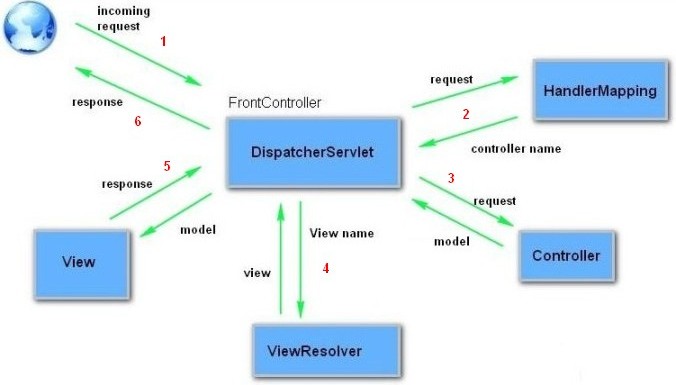 incoming
request
1
response
6
FrontController
DispatcherServlet
request
2
HandlerMapping
controller name
3
request
model
Controller
5
response
model
View
View name
4
view
ViewResolver